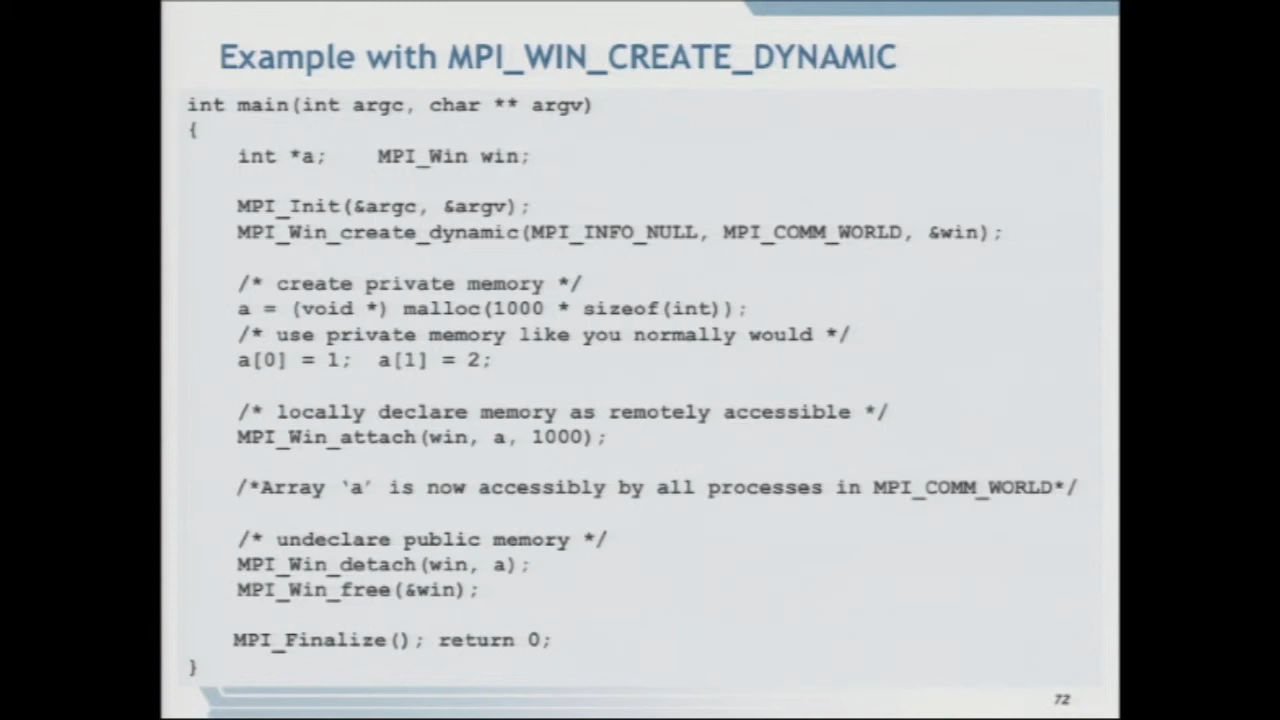 Example with MPI_WIN_CREATE_DYNAMIC
int main(int argc, char ** argv)
{
int *a;    MPI_Win win;
MPI_Init(&argc, &argv);
MPI_Win_create_dynamic(MPI_INFO_NULL, MPI_COMM_WORLD, &win);
/* create private memory */
a = (void *) malloc(1000 * sizeof(int));
/* use private memory like you normally would */
a[0] = 1;  a[1] = 2;
/* locally declare memory as remotely accessible */
MPI_Win_attach(win, a, 1000);
/*Array ‘a’ is now accessibly by all processes in MPI_COMM_WORLD*/
/* undeclare public memory */
MPI_Win_detach(win, a);
MPI_Win_free(&win);
MPI_Finalize(); return 0;
}
72